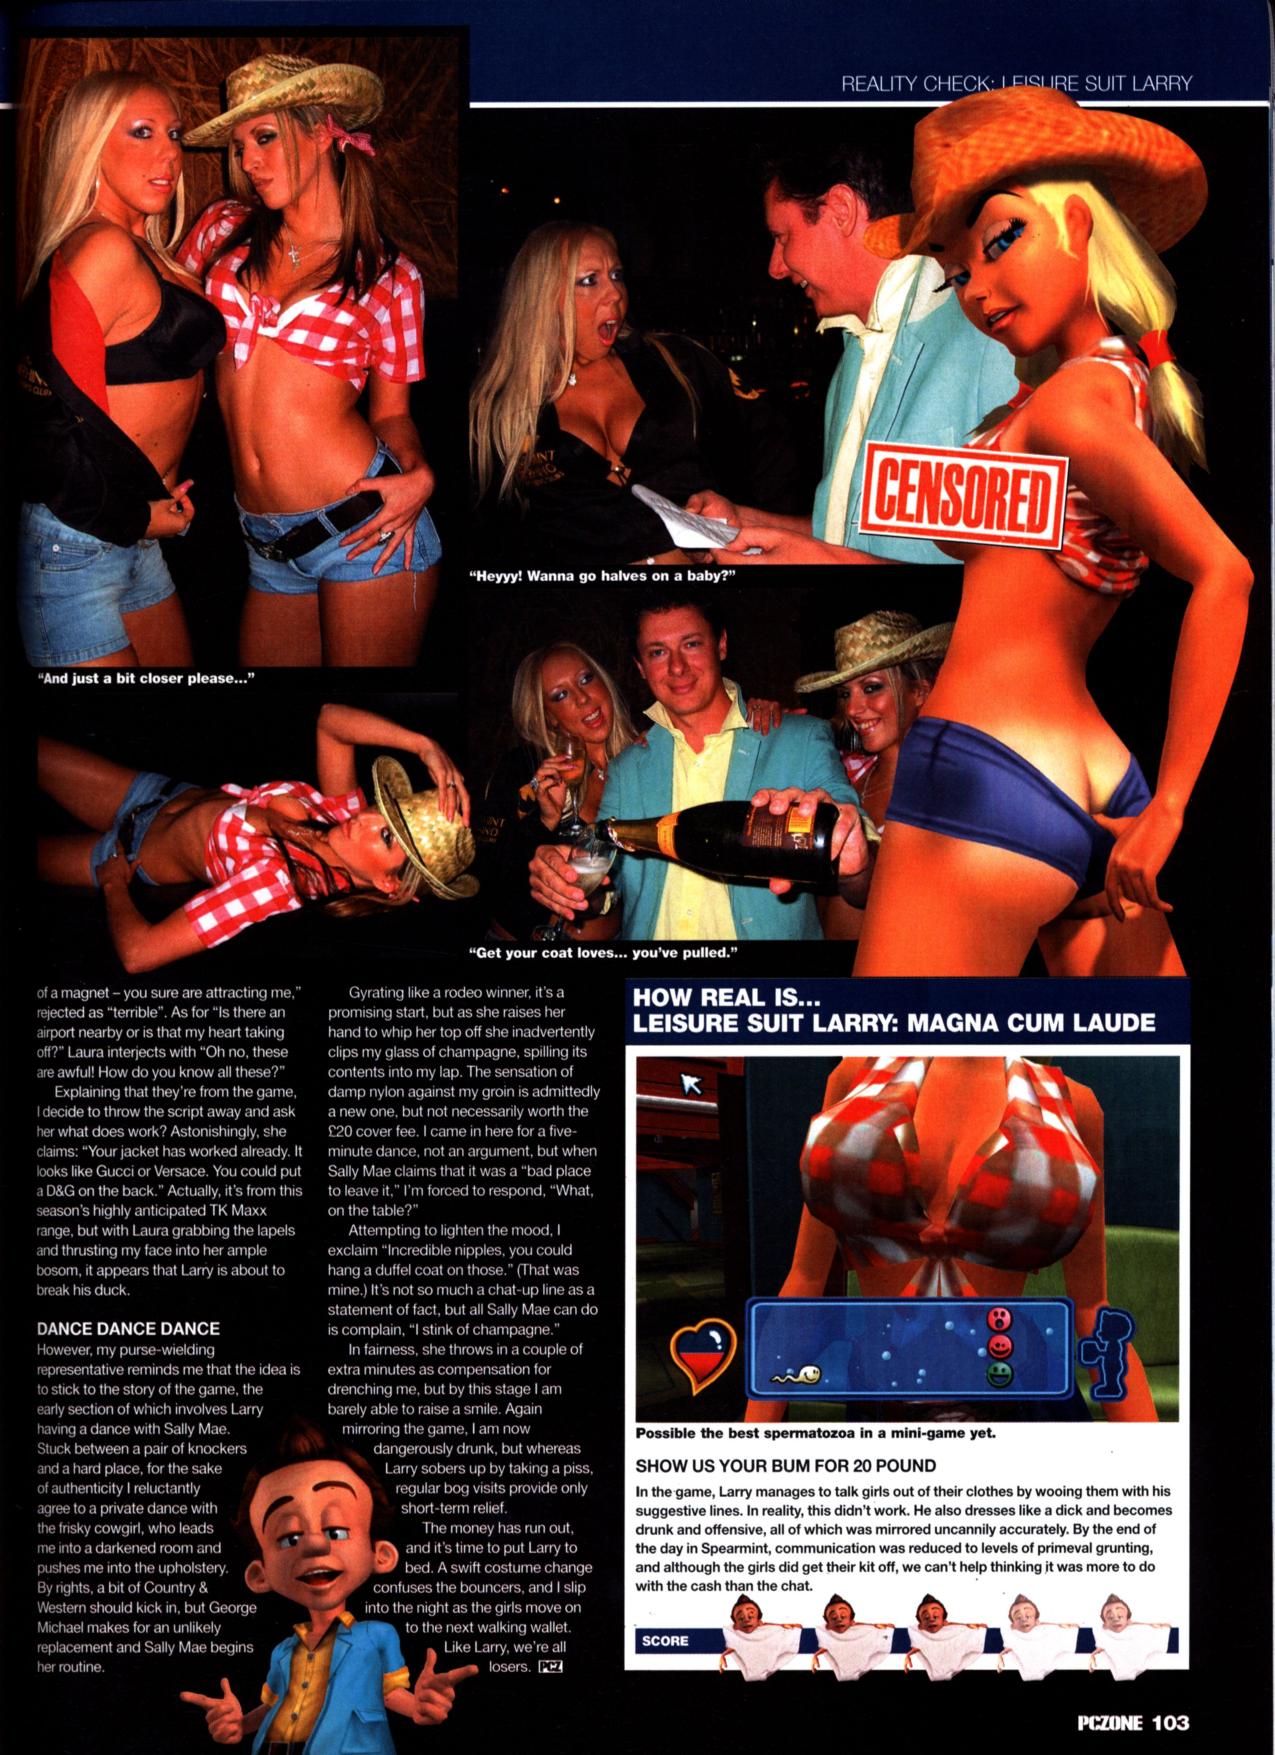 REALITY CHECK: LEISURE SUIT LARRY
CENSORED
"Heyyy! Wanna go halves on a baby?"
"And just a bit closer please..."
"Get your coat loves... you've pulled."
of a magnet – you sure are attracting me,"
rejected as "terrible". As for "Is there an
airport nearby or is that my heart taking
off?" Laura interjects with "Oh no, these
are awful! How do you know all these?"
Explaining that they're from the game,
I decide to throw the script away and ask
her what does work? Astonishingly, she
claims: "Your jacket has worked already. It
looks like Gucci or Versace. You could put
a D&G on the back." Actually, it's from this
season's highly anticipated TK Maxx
range, but with Laura grabbing the lapels
and thrusting my face into her ample
bosom, it appears that Larry is about to
break his duck.
DANCE DANCE DANCE
However, my purse-wielding
representative reminds me that the idea is
to stick to the story of the game, the
early section of which involves Larry
having a dance with Sally Mae.
Stuck between a pair of knockers
and a hard place, for the sake
of authenticity I reluctantly
agree to a private dance with
the frisky cowgirl, who leads
me into a darkened room and
pushes me into the upholstery.
By rights, a bit of Country &
Western should kick in, but George
Michael makes for an unlikely
replacement and Sally Mae begins
her routine.
Gyrating like a rodeo winner, it's a
promising start, but as she raises her
hand to whip her top off she inadvertently
clips my glass of champagne, spilling its
contents into my lap. The sensation of
damp nylon against my groin is admittedly
a new one, but not necessarily worth the
£20 cover fee. I came in here for a five-
minute dance, not an argument, but when
Sally Mae claims that it was a "bad place
to leave it," I'm forced to respond, "What,
on the table?"
Attempting to lighten the mood, I
exclaim "Incredible nipples, you could
hang a duffel coat on those." (That was
mine.) It's not so much a chat-up line as a
statement of fact, but all Sally Mae can do
is complain, "I stink of champagne."
In fairness, she throws in a couple of
extra minutes as compensation for
drenching me, but by this stage I am
barely able to raise a smile. Again
mirroring the game, I am now
dangerously drunk, but whereas
Larry sobers up by taking a piss,
regular bog visits provide only
short-term relief.
The money has run out,
and it's time to put Larry to
bed. A swift costume change
confuses the bouncers, and I slip
into the night as the girls move on
to the next walking wallet.
Like Larry, we're all
losers. PCZ
HOW REAL IS...
LEISURE SUIT LARRY: MAGNA CUM LAUDE
Possible the best spermatozoa in a mini-game yet.
SHOW US YOUR BUM FOR 20 POUND
In the game, Larry manages to talk girls out of their clothes by wooing them with his
suggestive lines. In reality, this didn't work. He also dresses like a dick and becomes
drunk and offensive, all of which was mirrored uncannily accurately. By the end of
the day in Spearmint, communication was reduced to levels of primeval grunting,
and although the girls did get their kit off, we can't help thinking it was more to do
with the cash than the chat.
SCORE
PCZONE 103